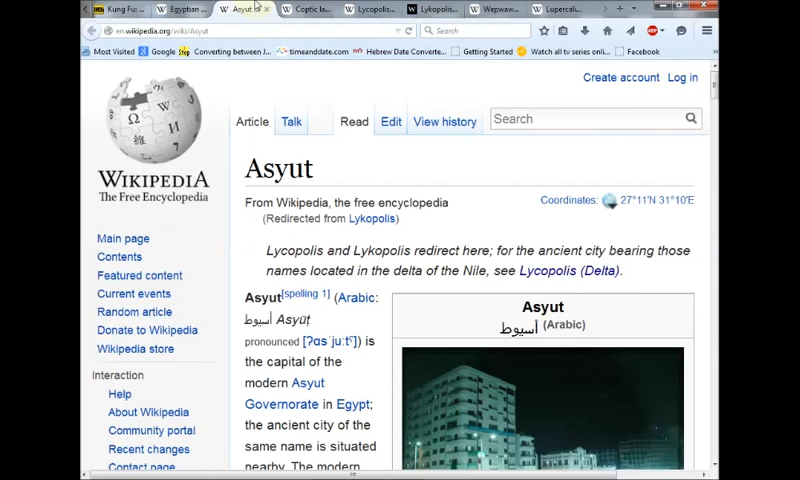 Kung Fu:
Egyptian ...
Asyut
Coptic la...
Lycopolis...
Lykopolis...
Wepwaw...
Lupercali...
en.wikipedia.org/wiki/Asyut
Search
Most Visited
Google
Converting between J...
timeanddate.com
Hebrew Date Converte...
Getting Started
Watch all tv series onli...
Facebook
Create account Log in
Article Talk Read Edit View history
Search
WIKIPEDIA
The Free Encyclopedia
Main page
Contents
Featured content
Current events
Random article
Donate to Wikipedia
Wikipedia store
Interaction
Help
About Wikipedia
Community portal
Recent changes
Contact page
Asyut
From Wikipedia, the free encyclopedia
(Redirected from Lykopolis)
Coordinates: 27°11′N 31°10′E
Lycopolis and Lykopolis redirect here; for the ancient city bearing those
names located in the delta of the Nile, see Lycopolis (Delta).
Asyut[spelling 1] (Arabic:
أسيوط Asyūṭ
pronounced [ʔɑsˈjuːtˤ]) is
the capital of the
modern Asyut
Governorate in Egypt;
the ancient city of the
same name is situated
nearby. The modern
Asyut
أسيوط (Arabic)